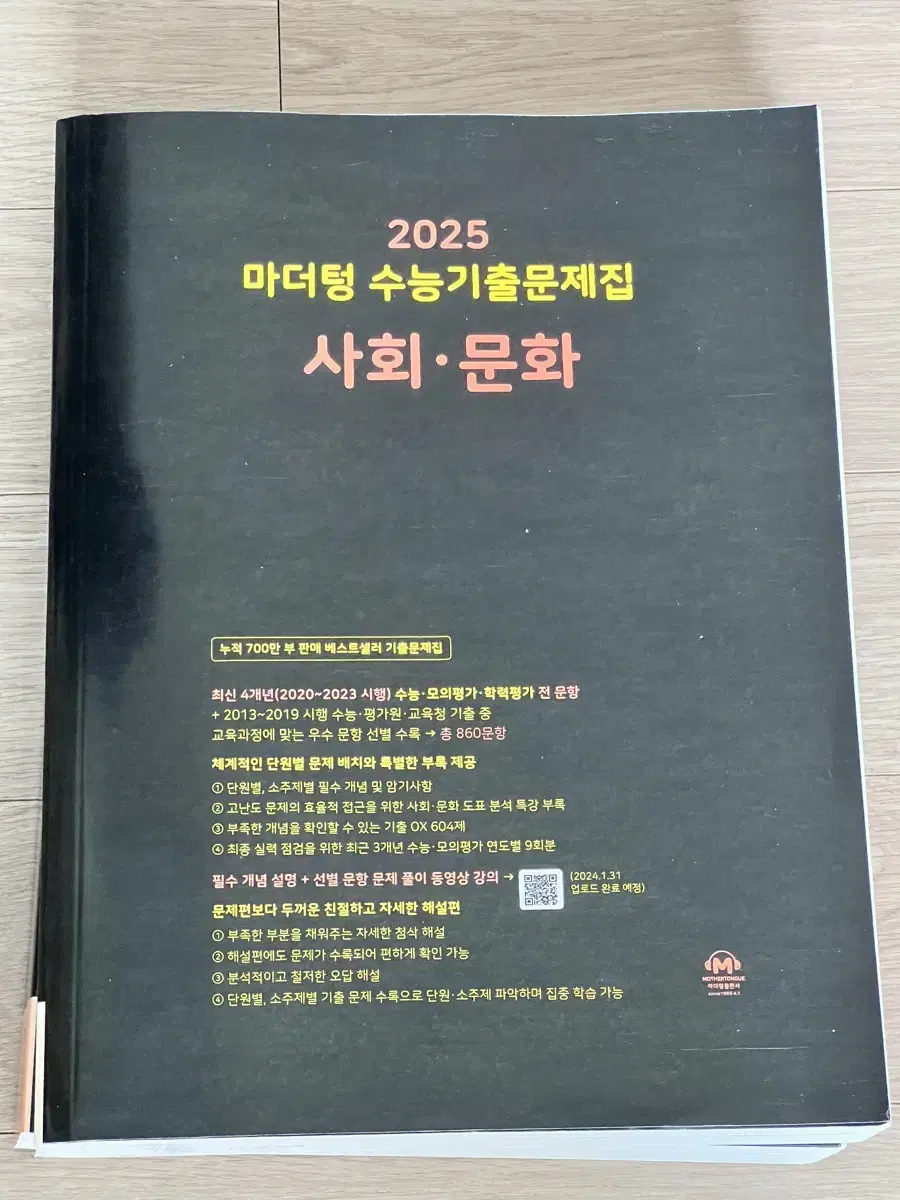 2025
마더텅 수능기출문제집
사회·문화
누적 700만 부 판매 베스트셀러 기출문제집
최신 4개년(2020~2023 시행) 수능·모의평가·학력평가 전 문항
+ 2013~2019 시행 수능·평가원·교육청 기출 중
교육과정에 맞는 우수 문항 선별 수록 → 총 860문항
체계적인 단원별 문제 배치와 특별한 부록 제공
① 단원별, 소주제별 필수 개념 및 암기사항
② 고난도 문제의 효율적 접근을 위한 사회·문화 도표 분석 특강 부록
③ 부족한 개념을 확인할 수 있는 기출 OX 604제
④ 최종 실력 점검을 위한 최근 3개년 수능·모의평가 연도별 9회분
필수 개념 설명 + 선별 문항 문제 풀이 동영상 강의 →
(2024.1.31
업로드 완료 예정)
문제편보다 두꺼운 친절하고 자세한 해설편
① 부족한 부분을 채워주는 자세한 첨삭 해설
② 해설편에도 문제가 수록되어 편하게 확인 가능
③ 분석적이고 철저한 오답 해설
④ 단원별, 소주제별 기출 문제 수록으로 단원·소주제 파악하며 집중 학습 가능
M
MOTHERTONGUE
마더텅출판사
since1999.4.1